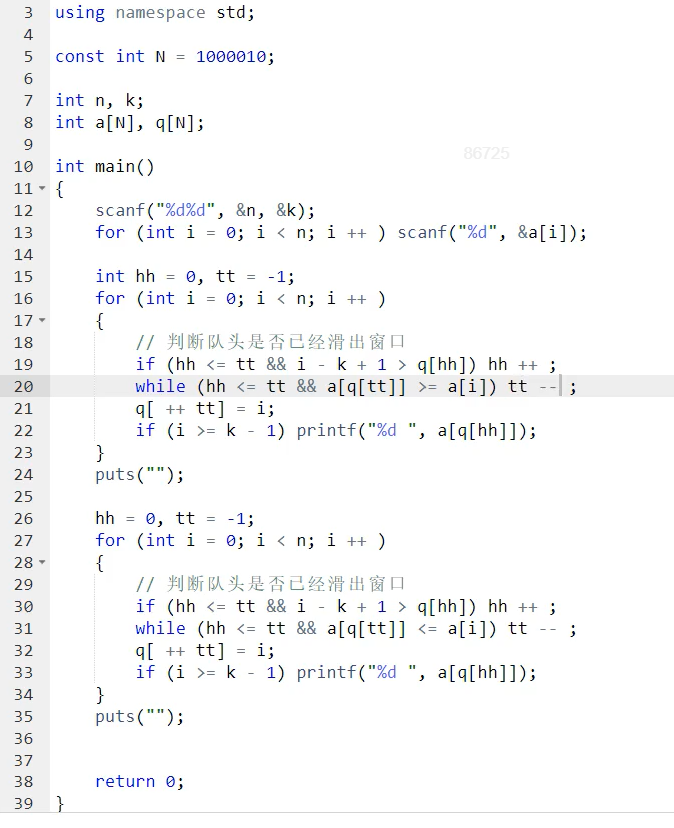 3 using namespace std;
4
5 const int N = 1000010;
6
7 int n, k;
8 int a[N], q[N];
9
86725
10 int main()
11 {
12 scanf("%d%d", &n, &k);
13 for (int i = 0; i < n; i ++ ) scanf("%d", &a[i]);
14
15 int hh = 0, tt = -1;
16 for (int i = 0; i < n; i ++ )
17 {
18 // 判断队头是否已经滑出窗口
19 if (hh <= tt && i - k + 1 > q[hh]) hh ++ ;
20 while (hh <= tt && a[q[tt]] >= a[i]) tt -- ;
21 q[ ++ tt] = i;
22 if (i >= k - 1) printf("%d ", a[q[hh]]);
23 }
24 puts("");
25
26 hh = 0, tt = -1;
27 for (int i = 0; i < n; i ++ )
28 {
29 // 判断队头是否已经滑出窗口
30 if (hh <= tt && i - k + 1 > q[hh]) hh ++ ;
31 while (hh <= tt && a[q[tt]] <= a[i]) tt -- ;
32 q[ ++ tt] = i;
33 if (i >= k - 1) printf("%d ", a[q[hh]]);
34 }
35 puts("");
36
37
38 return 0;
39 }